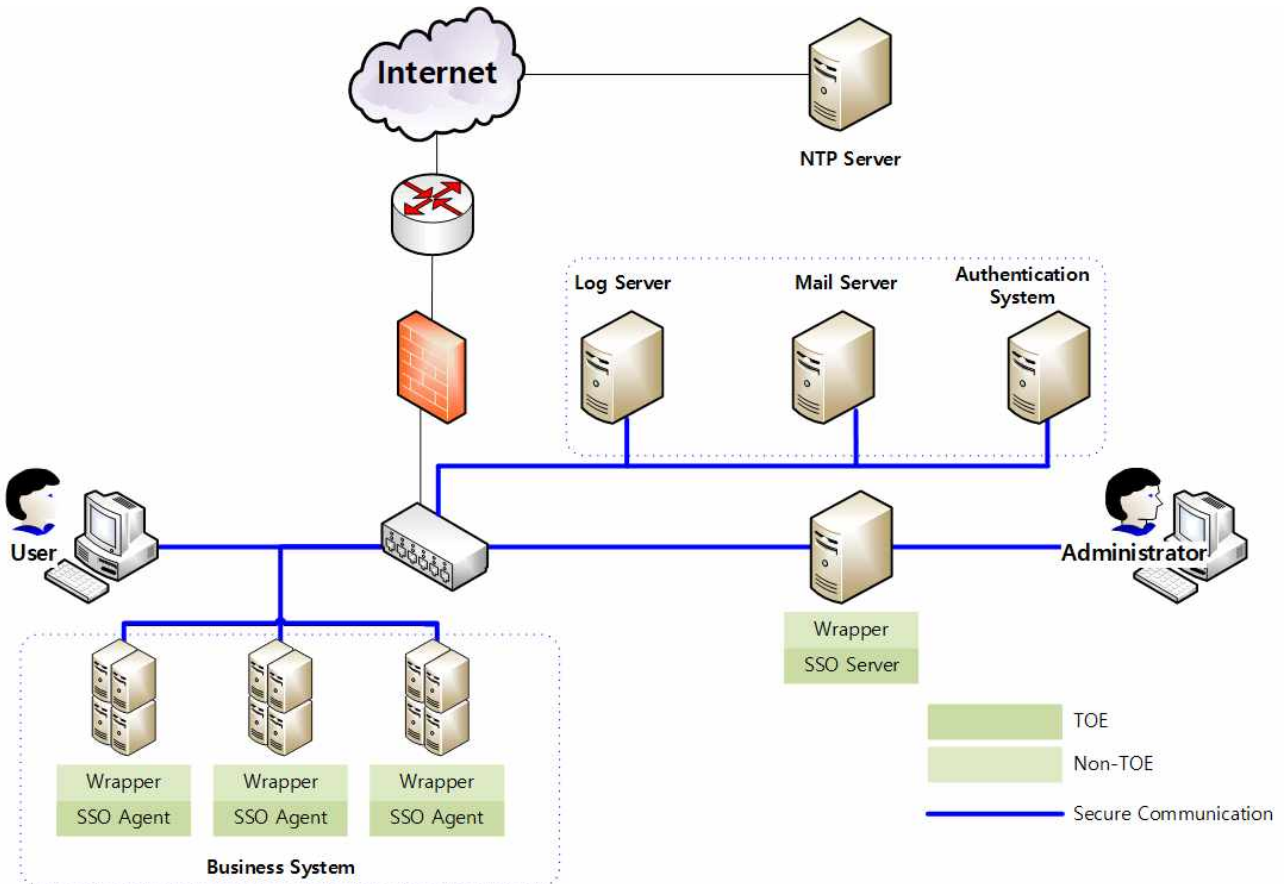 Internet
NTP Server
Log Server
Mail Server
Authentication
System
User
Administrator
Wrapper
SSO Server
TOE
Non-TOE
Secure Communication
Wrapper
SSO Agent
Wrapper
SSO Agent
Wrapper
SSO Agent
Business System